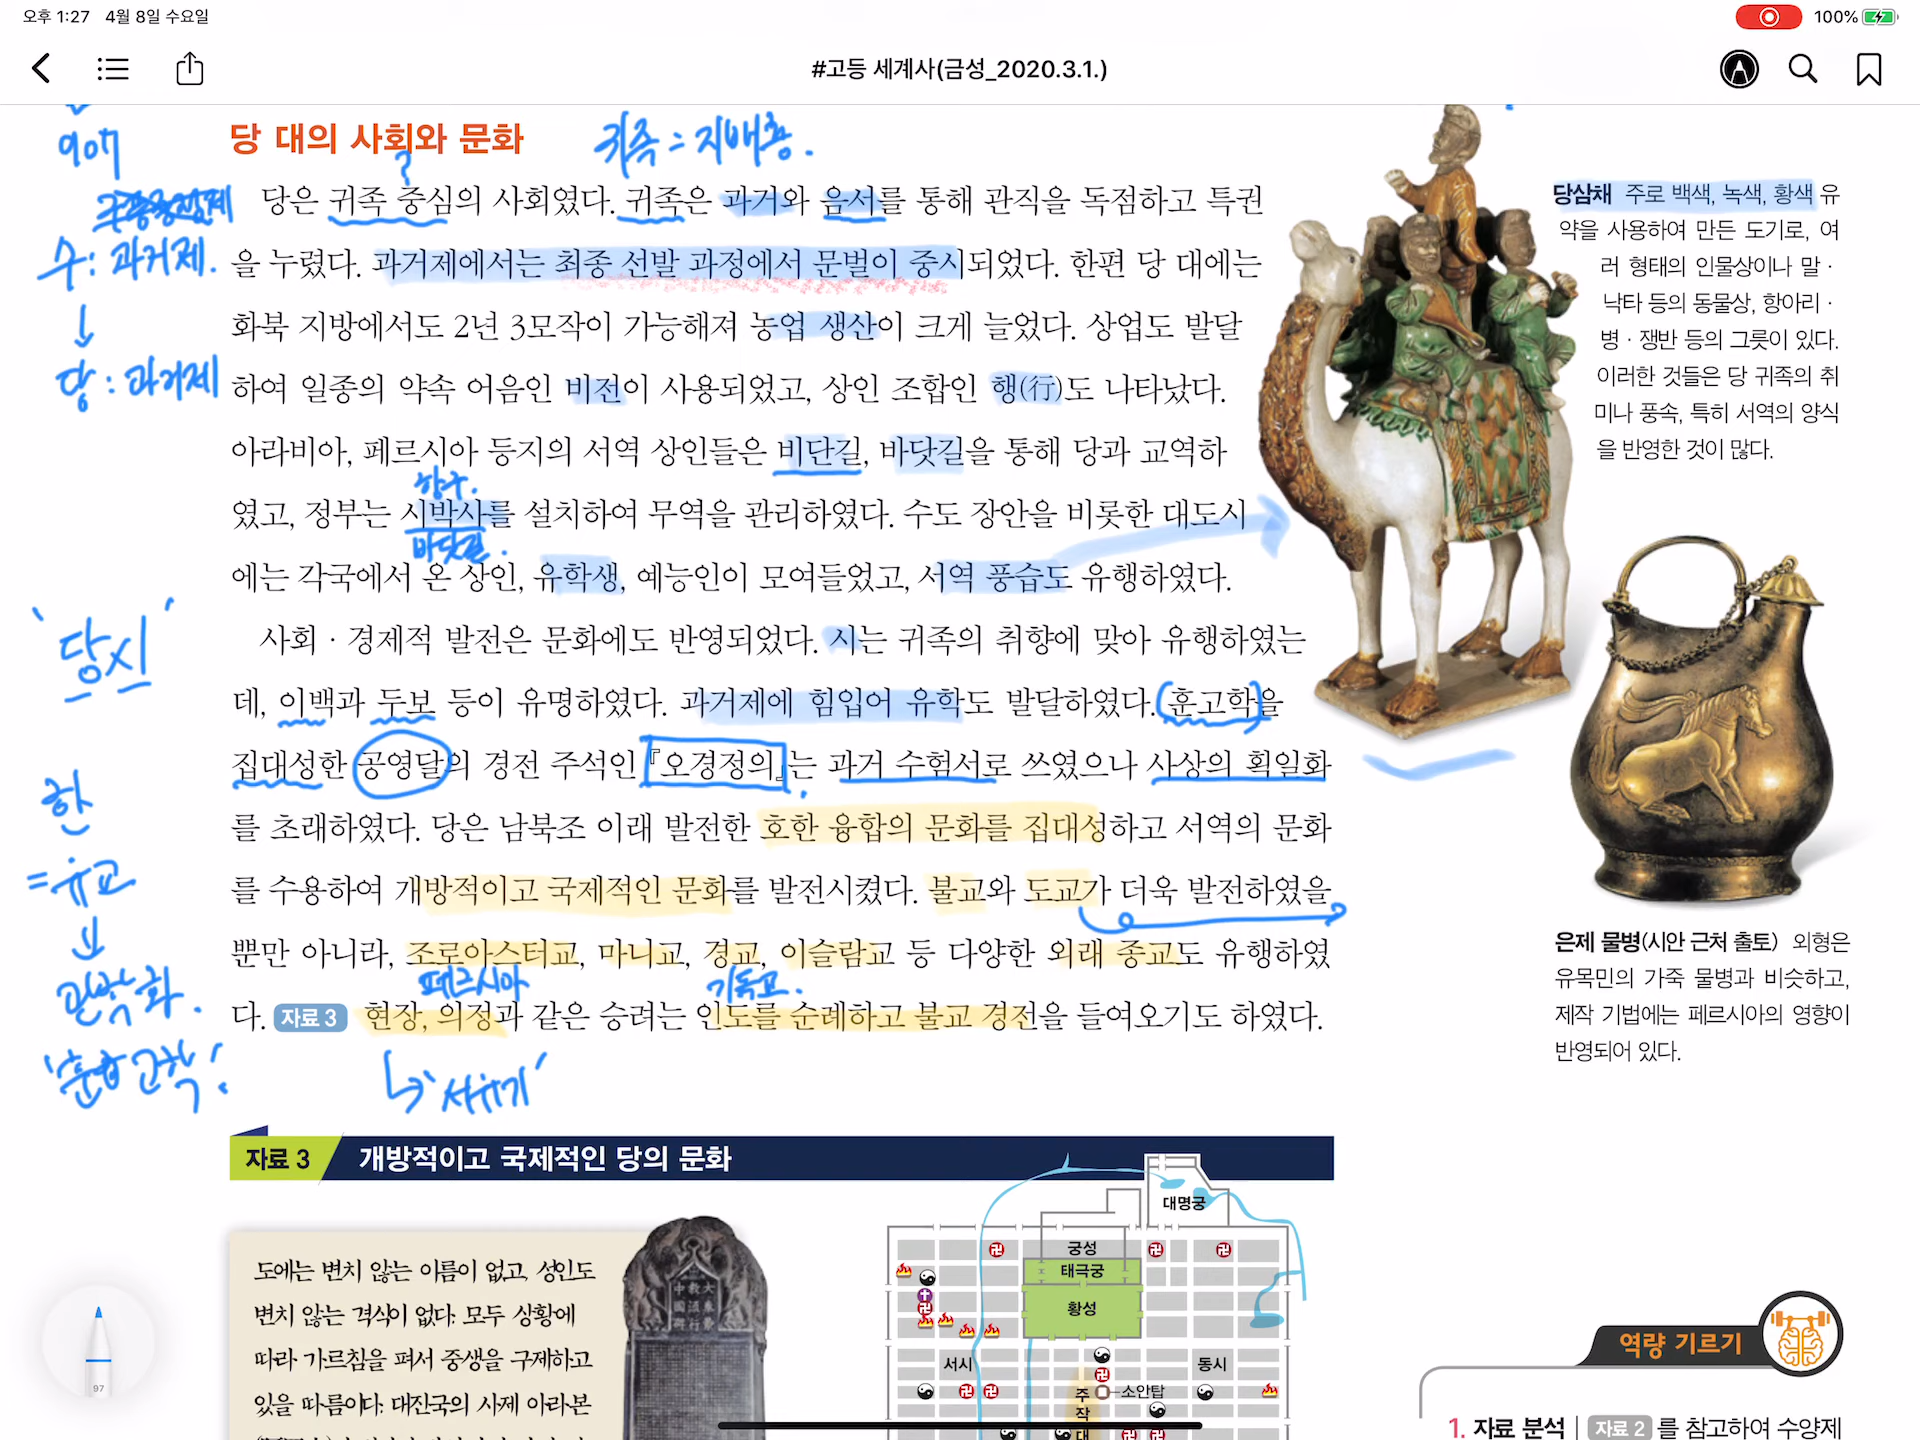 오후 1:27 4월 8일 수요일
100%
#고등 세계사(금성_2020.3.1.)
907
당 대의 사회와 문화
귀족 = 지배층.
수 : 과거제.
당 : 과거제
당은 귀족 중심의 사회였다. 귀족은 과거와 음서를 통해 관직을 독점하고 특권
을 누렸다. 과거제에서는 최종 선발 과정에서 문벌이 중시되었다. 한편 당 대에는
화북 지방에서도 2년 3모작이 가능해져 농업 생산이 크게 늘었다. 상업도 발달
하여 일종의 약속 어음인 비전이 사용되었고, 상인 조합인 행(行)도 나타났다.
아라비아, 페르시아 등지의 서역 상인들은 비단길, 바닷길을 통해 당과 교역하
항구.
였고, 정부는 시박사를 설치하여 무역을 관리하였다. 수도 장안을 비롯한 대도시
바닷길.
에는 각국에서 온 상인, 유학생, 예능인이 모여들었고, 서역 풍습도 유행하였다.
'당시'
사회 · 경제적 발전은 문화에도 반영되었다. 시는 귀족의 취향에 맞아 유행하였는
데, 이백과 두보 등이 유명하였다. 과거제에 힘입어 유학도 발달하였다. (훈고학)을
집대성한 공영달의 경전 주석인 『오경정의』는 과거 수험서로 쓰였으나 사상의 획일화
를 초래하였다. 당은 남북조 이래 발전한 호한 융합의 문화를 집대성하고 서역의 문화
를 수용하여 개방적이고 국제적인 문화를 발전시켰다. 불교와 도교가 더욱 발전하였을
뿐만 아니라, 조로아스터교, 마니교, 경교, 이슬람교 등 다양한 외래 종교도 유행하였
페르시아
기독교.
다. 자료 3 현장, 의정과 같은 승려는 인도를 순례하고 불교 경전을 들여오기도 하였다.
한
= 유교
관학화.
'훈고학'
'서유기'
당삼채 주로 백색, 녹색, 황색 유
약을 사용하여 만든 도기로, 여
러 형태의 인물상이나 말 ·
낙타 등의 동물상, 항아리 ·
병 · 쟁반 등의 그릇이 있다.
이러한 것들은 당 귀족의 취
미나 풍속, 특히 서역의 양식
을 반영한 것이 많다.
은제 물병(시안 근처 출토) 외형은
유목민의 가죽 물병과 비슷하고,
제작 기법에는 페르시아의 영향이
반영되어 있다.
자료 3 개방적이고 국제적인 당의 문화
도에는 변치 않는 이름이 없고, 성인도
변치 않는 격식이 없다. 모두 상황에
따라 가르침을 펴서 중생을 구제하고
있을 따름이다. 대진국의 사제 아라본
대명궁
궁성
태극궁
황성
서시
동시
소안탑
주
작
대
97
역량 기르기
1. 자료 분석 | 자료 2 를 참고하여 수양제